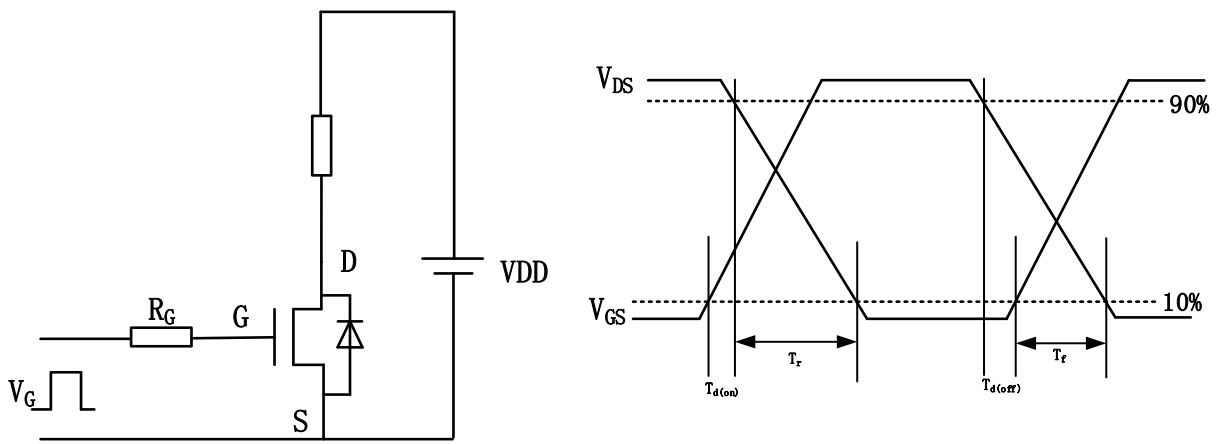 D
VDD
R_G
G
V_G
S
V_DS
90%
V_GS
10%
T_r
T_f
T_d(on)
T_d(off)